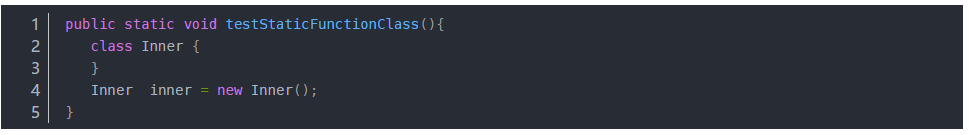 1 public static void testStaticFunctionClass(){
2    class Inner {
3    }
4    Inner  inner = new Inner();
5 }